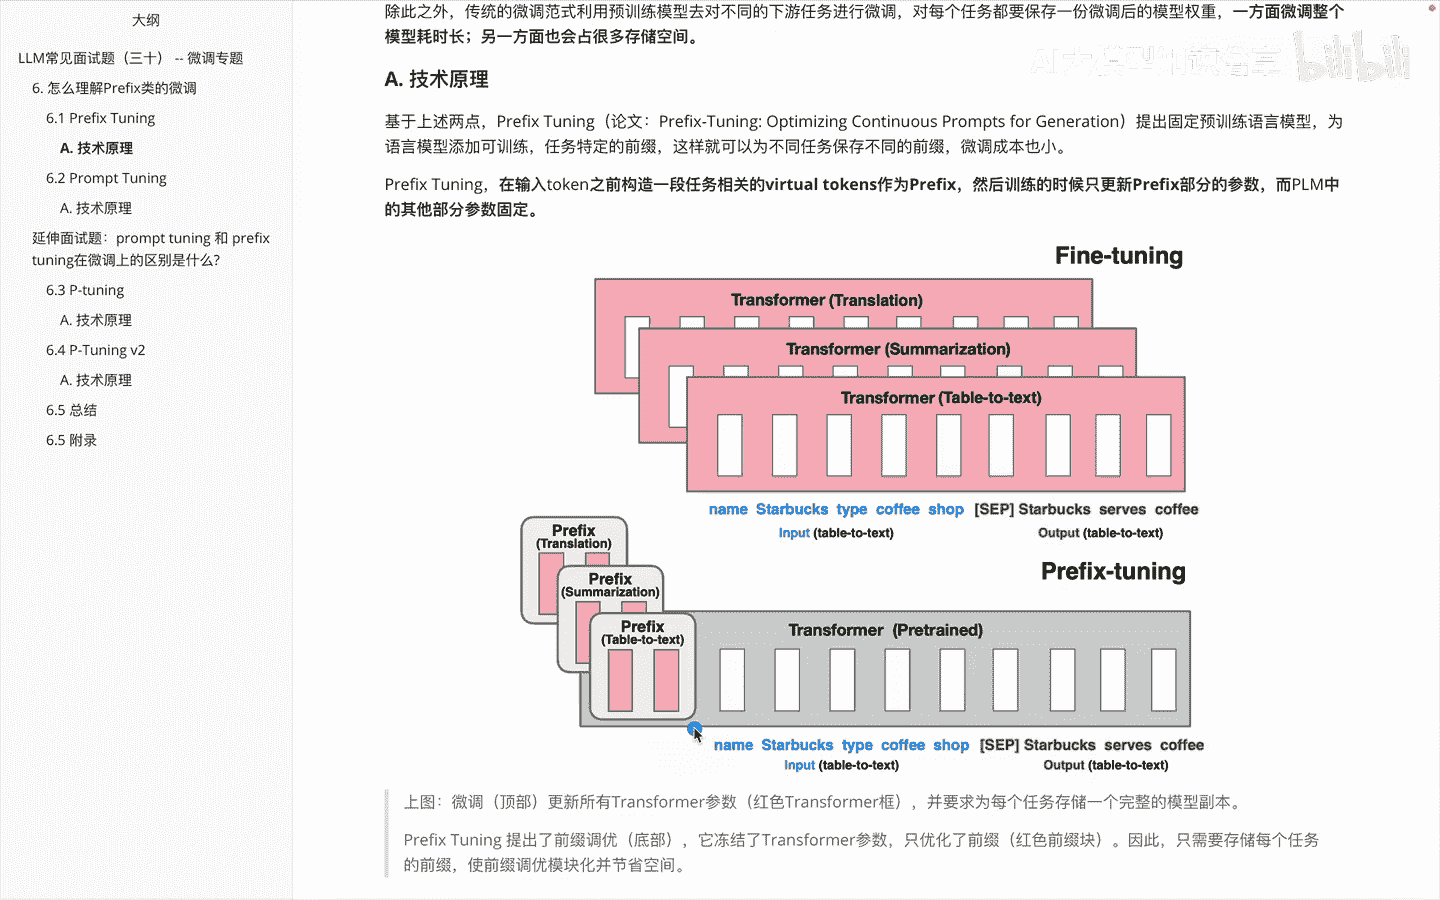 大纲
LLM常见面试题（三十） -- 微调专题
6. 怎么理解Prefix类的微调
6.1 Prefix Tuning
A. 技术原理
6.2 Prompt Tuning
A. 技术原理
延伸面试题：prompt tuning 和 prefix
tuning在微调上的区别是什么?
6.3 P-tuning
A. 技术原理
6.4 P-Tuning v2
A. 技术原理
6.5 总结
6.5 附录
除此之外，传统的微调范式利用预训练模型去对不同的下游任务进行微调，对每个任务都要保存一份微调后的模型权重，一方面微调整个
模型耗时长；另一方面也会占很多存储空间。
bilibili
A. 技术原理
基于上述两点，Prefix Tuning（论文：Prefix-Tuning: Optimizing Continuous Prompts for Generation）提出固定预训练语言模型，为
语言模型添加可训练，任务特定的前缀，这样就可以为不同任务保存不同的前缀，微调成本也小。
Prefix Tuning，在输入token之前构造一段任务相关的virtual tokens作为Prefix，然后训练的时候只更新Prefix部分的参数，而PLM中
的其他部分参数固定。
Fine-tuning
Transformer (Translation)
Transformer (Summarization)
Transformer (Table-to-text)
name Starbucks type coffee shop [SEP] Starbucks serves coffee
Input (table-to-text) Output (table-to-text)
Prefix-tuning
Prefix
(Translation)
Prefix
(Summarization)
Prefix
(Table-to-text)
Transformer (Pretrained)
name Starbucks type coffee shop [SEP] Starbucks serves coffee
Input (table-to-text) Output (table-to-text)
上图：微调（顶部）更新所有Transformer参数（红色Transformer框），并要求为每个任务存储一个完整的模型副本。
Prefix Tuning 提出了前缀调优（底部），它冻结了Transformer参数，只优化了前缀（红色前缀块）。因此，只需要存储每个任务
的前缀，使前缀调优模块化并节省空间。